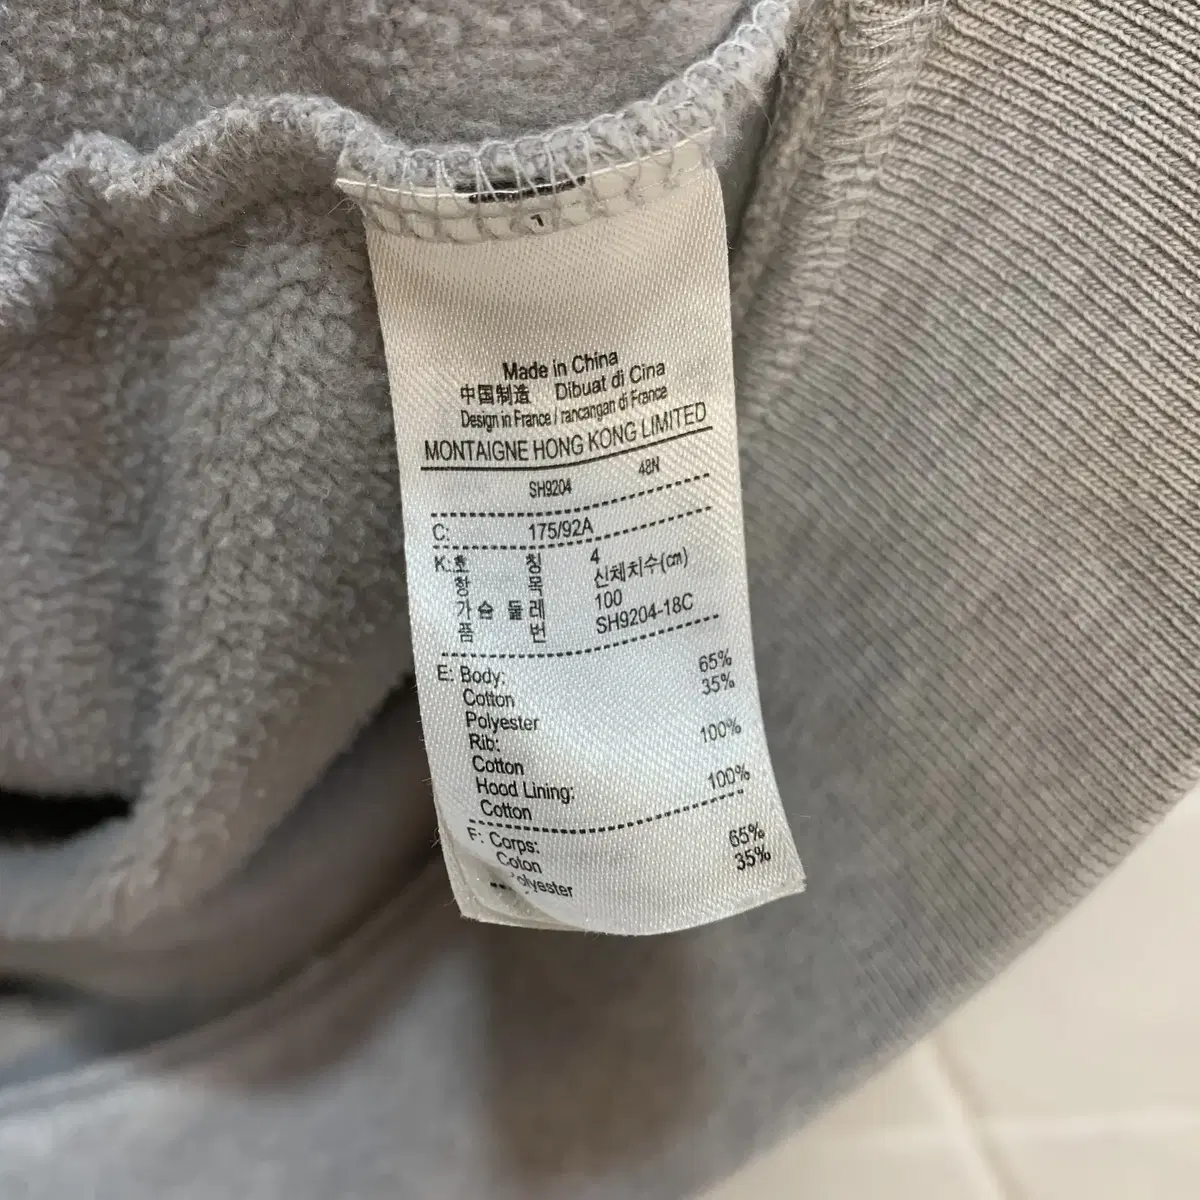 Made in China
中国制造 Dibuat di Cina
Design in France / rancangan di France
MONTAIGNE HONG KONG LIMITED
SH9204 48N
C: 175/92A
K:호 칭 4
항 목 신체치수(㎝)
가 슴 둘 레 100
품 번 SH9204-18C
E: Body: 65%
Cotton 35%
Polyester
Rib: 100%
Cotton
Hood Lining: 100%
Cotton
F: Corps: 65%
Coton 35%
olyester